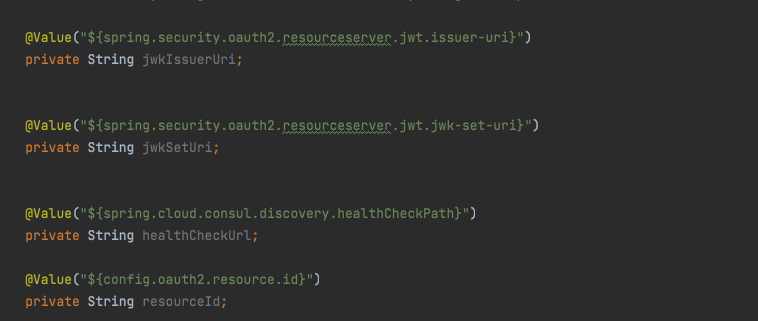 @Value("${spring.security.oauth2.resourceserver.jwt.issuer-uri}")
private String jwkIssuerUri;
@Value("${spring.security.oauth2.resourceserver.jwt.jwk-set-uri}")
private String jwkSetUri;
@Value("${spring.cloud.consul.discovery.healthCheckPath}")
private String healthCheckUrl;
@Value("${config.oauth2.resource.id}")
private String resourceId;